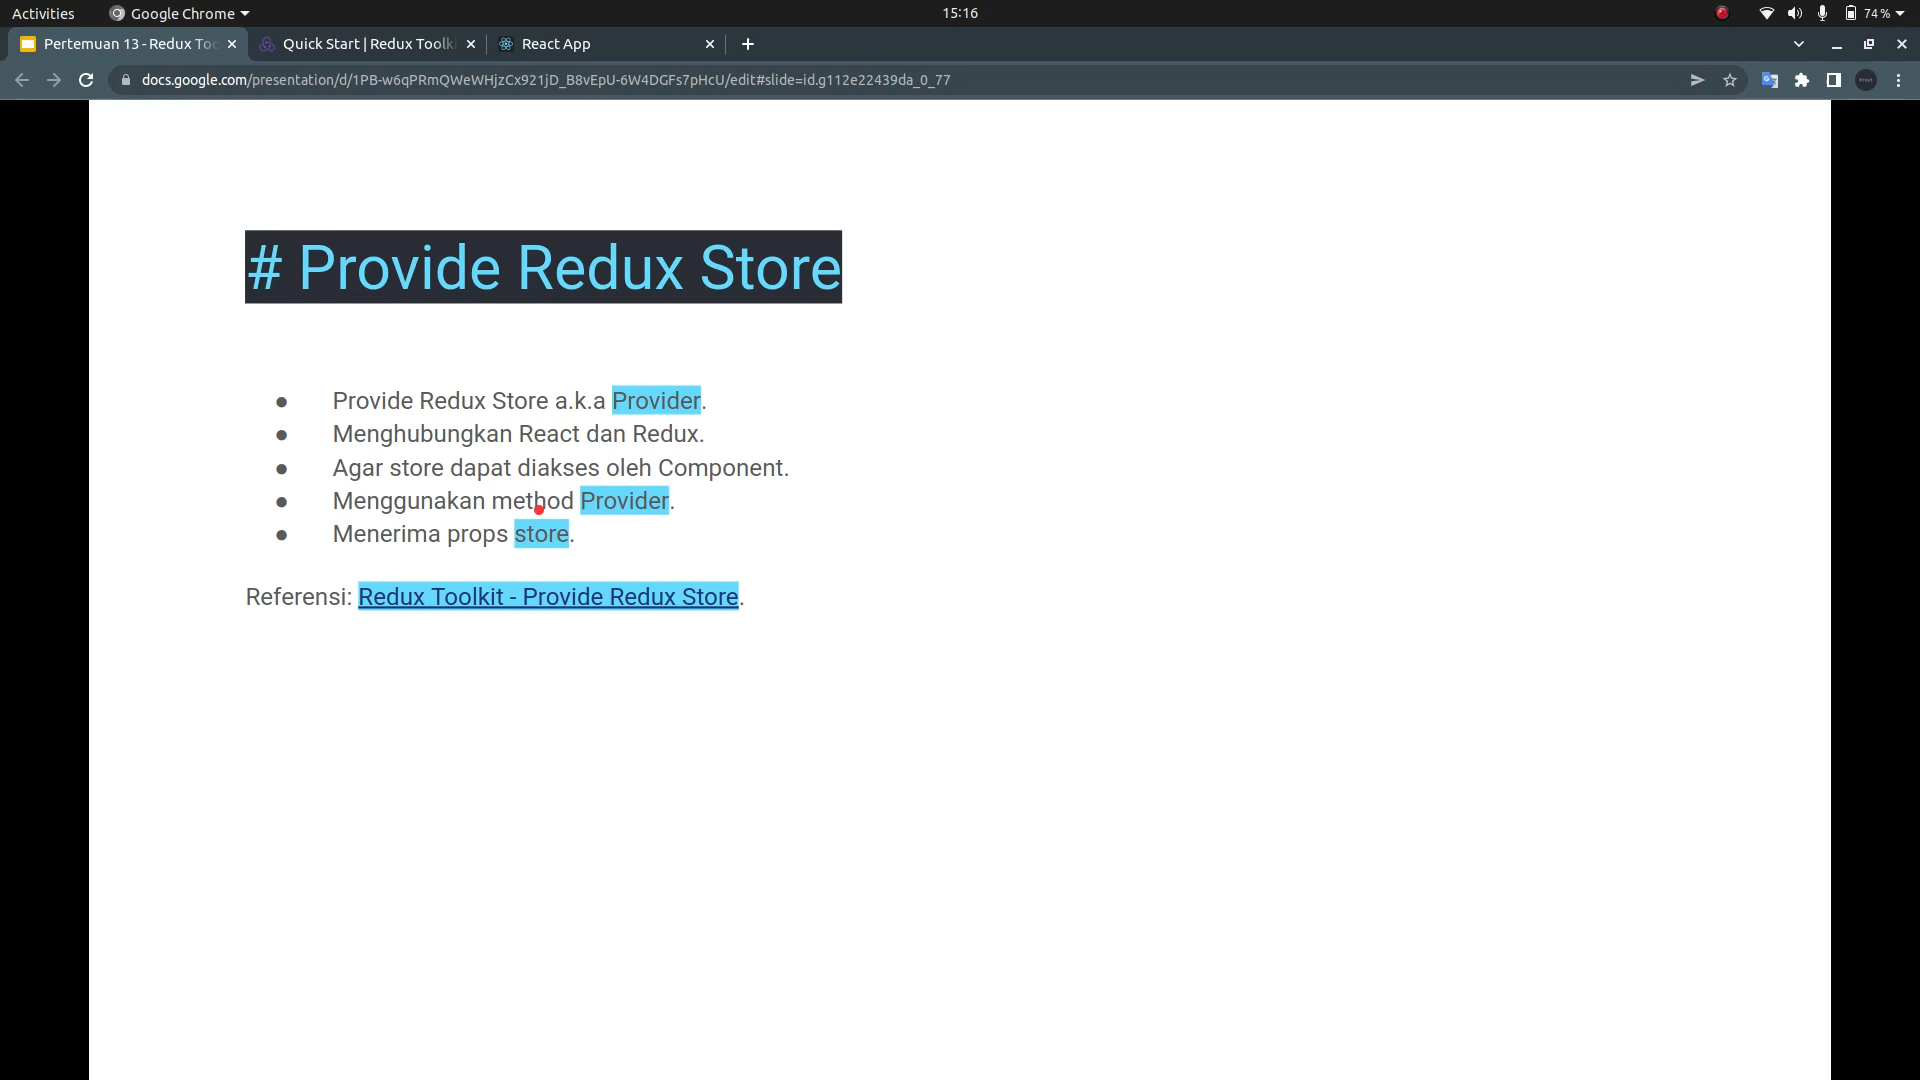 Activities
Google Chrome
15:16
74 %
Pertemuan 13 - Redux Too
Quick Start | Redux Toolki
React App
docs.google.com/presentation/d/1PB-w6qPRmQWeWHjzCx921jD_B8vEpU-6W4DGFs7pHcU/edit#slide=id.g112e22439da_0_77
# Provide Redux Store
● Provide Redux Store a.k.a Provider.
● Menghubungkan React dan Redux.
● Agar store dapat diakses oleh Component.
● Menggunakan method Provider.
● Menerima props store.
Referensi: Redux Toolkit - Provide Redux Store.